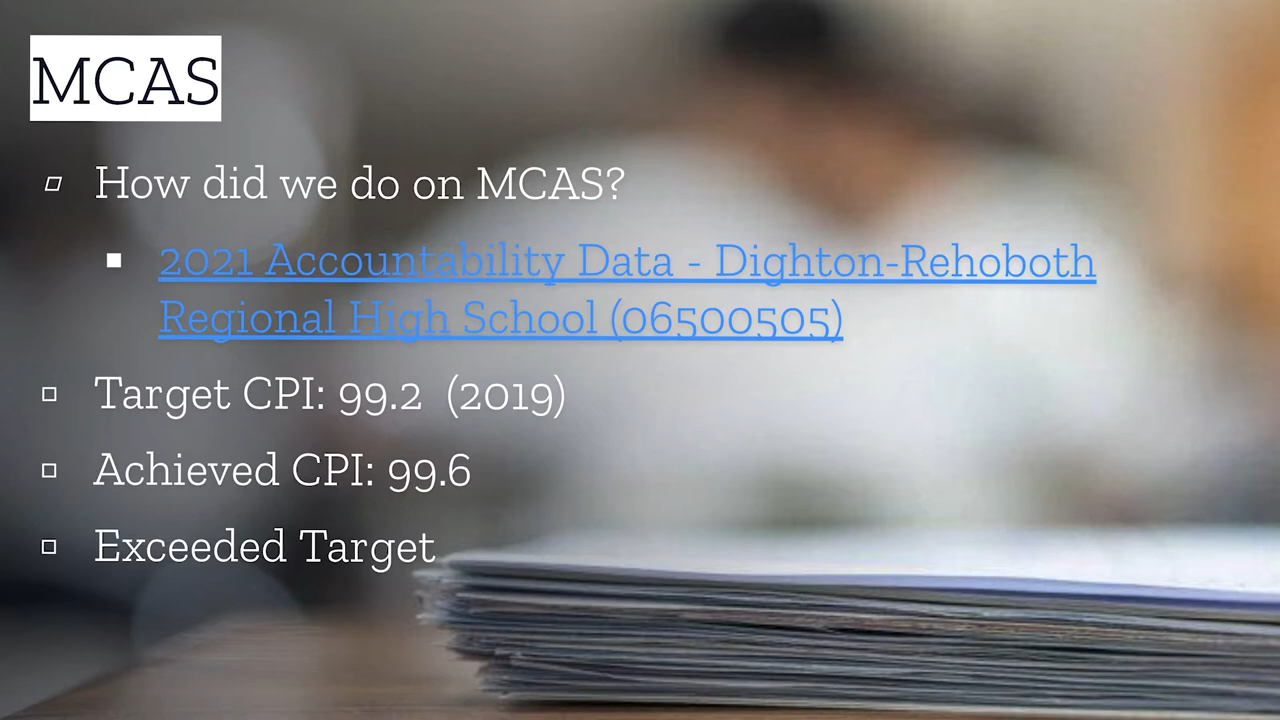 MCAS
How did we do on MCAS?
2021 Accountability Data - Dighton-Rehoboth
Regional High School (06500505)
Target CPI: 99.2 (2019)
Achieved CPI: 99.6
Exceeded Target